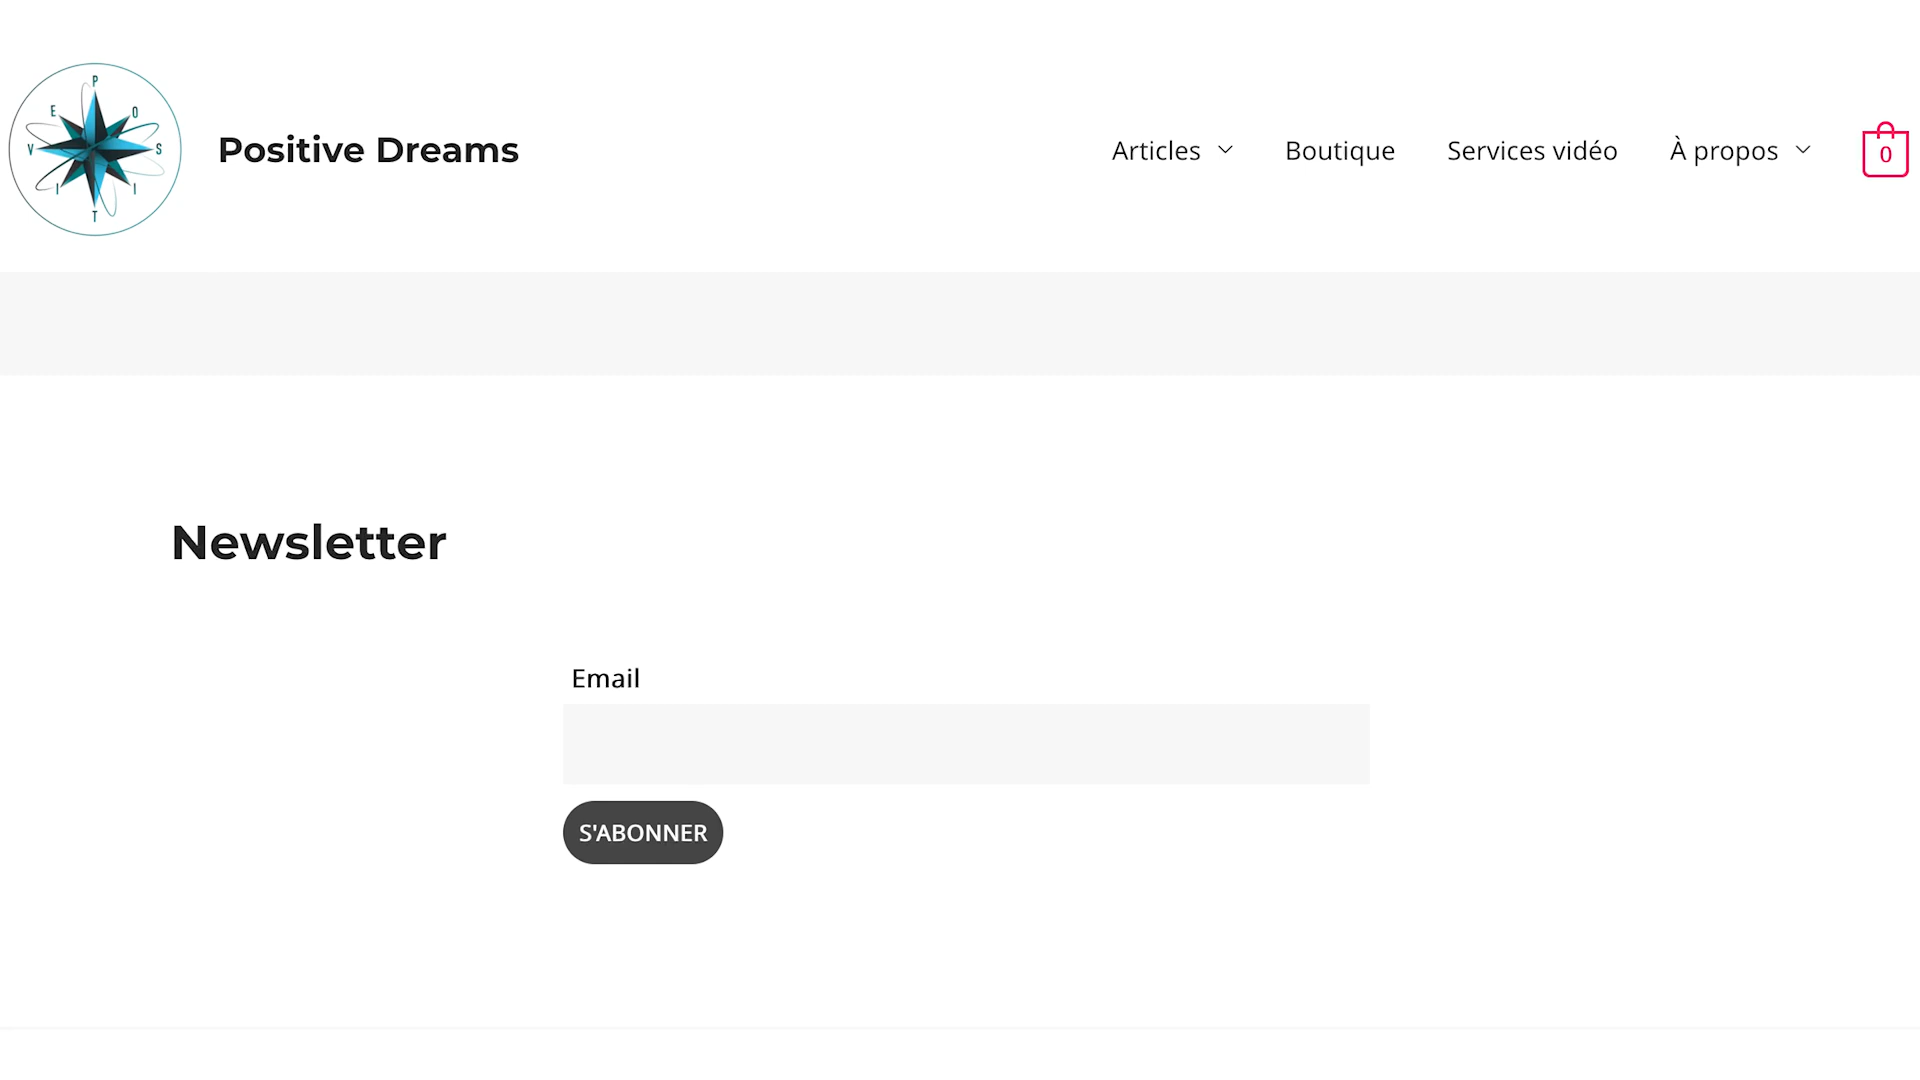 P
E O
V S
I I
T
Positive Dreams
Articles Boutique Services vidéo À propos 0
Newsletter
Email
S'ABONNER